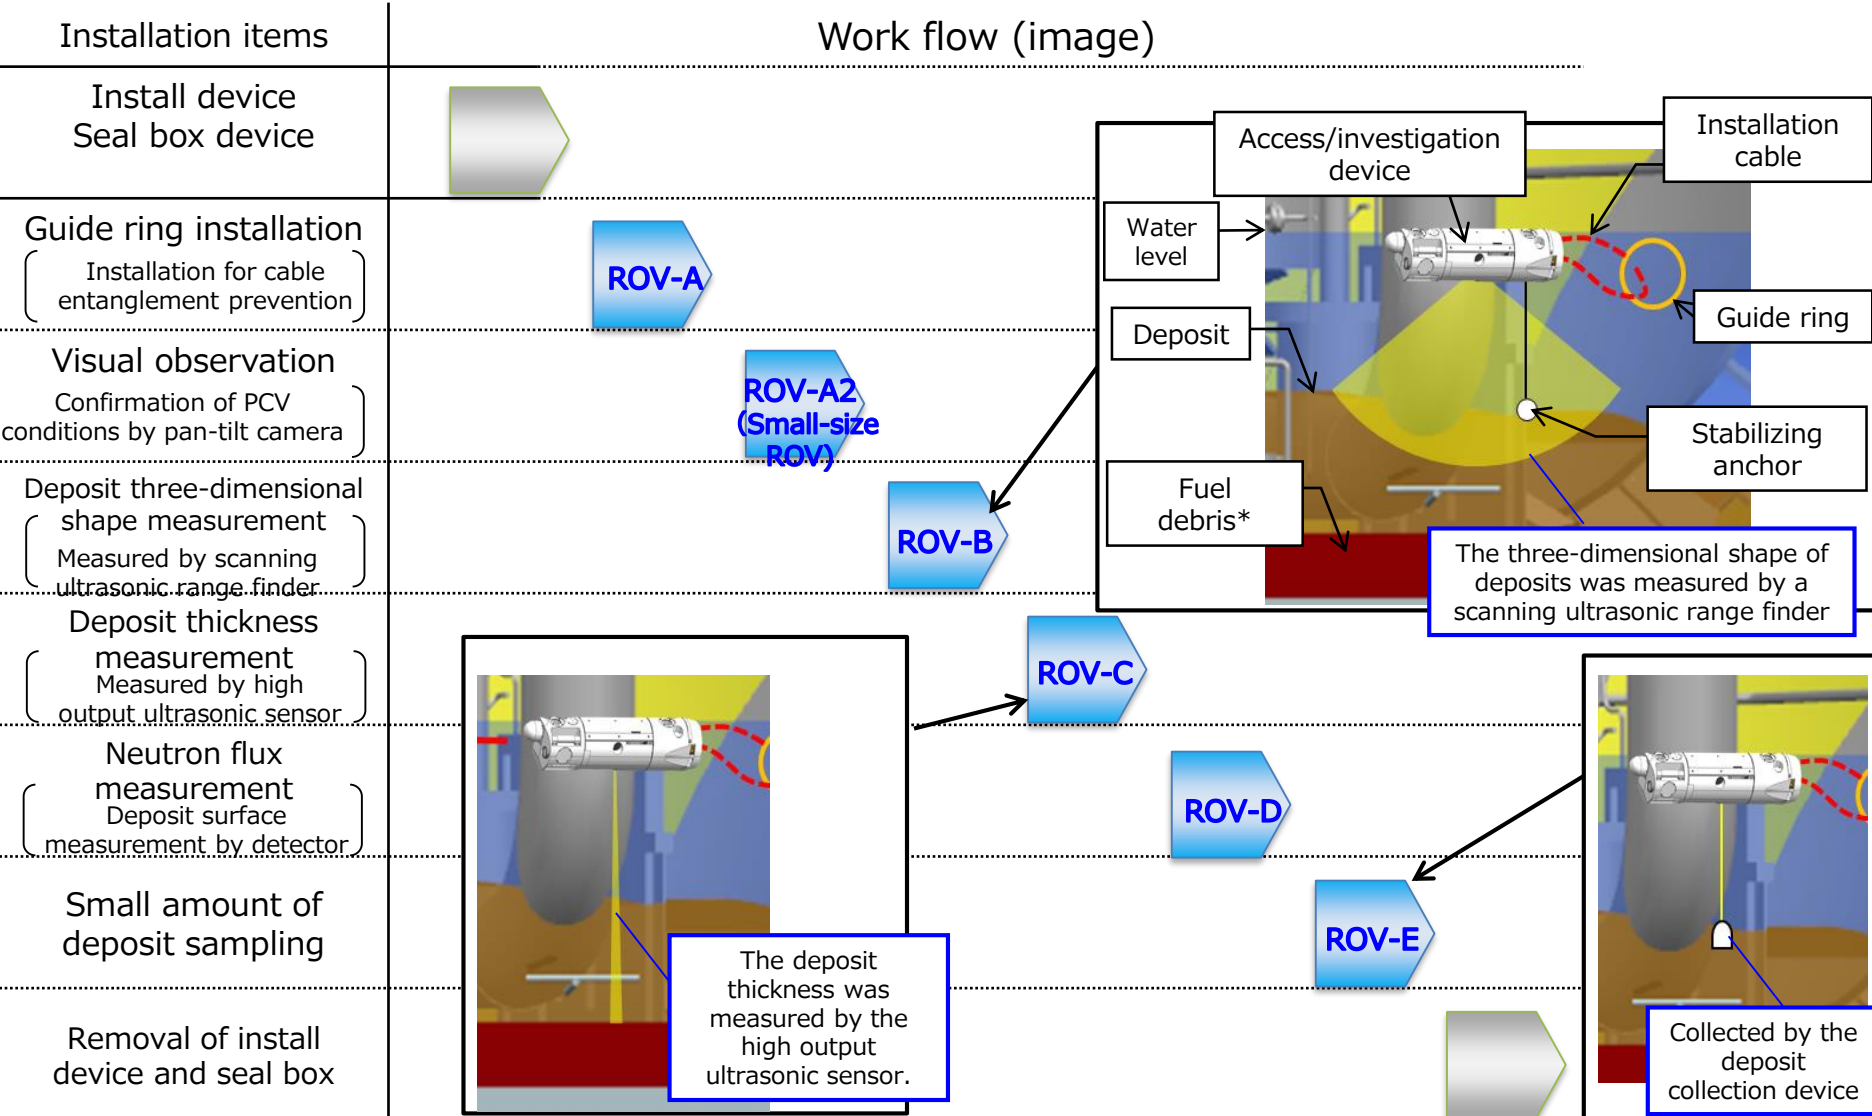 Installation items
Work flow (image)
Install device
Seal box device
Guide ring installation
Installation for cable
entanglement prevention
ROV-A
Visual observation
Confirmation of PCV
conditions by pan-tilt camera
ROV-A2
(Small-size
ROV)
Deposit three-dimensional
shape measurement
Measured by scanning
ultrasonic range finder
ROV-B
Access/investigation
device
Installation
cable
Water
level
Guide ring
Deposit
Stabilizing
anchor
Fuel
debris*
The three-dimensional shape of
deposits was measured by a
scanning ultrasonic range finder
Deposit thickness
measurement
Measured by high
output ultrasonic sensor
ROV-C
Neutron flux
measurement
Deposit surface
measurement by detector
ROV-D
Small amount of
deposit sampling
ROV-E
The deposit
thickness was
measured by the
high output
ultrasonic sensor.
Collected by the
deposit
collection device
Removal of install
device and seal box